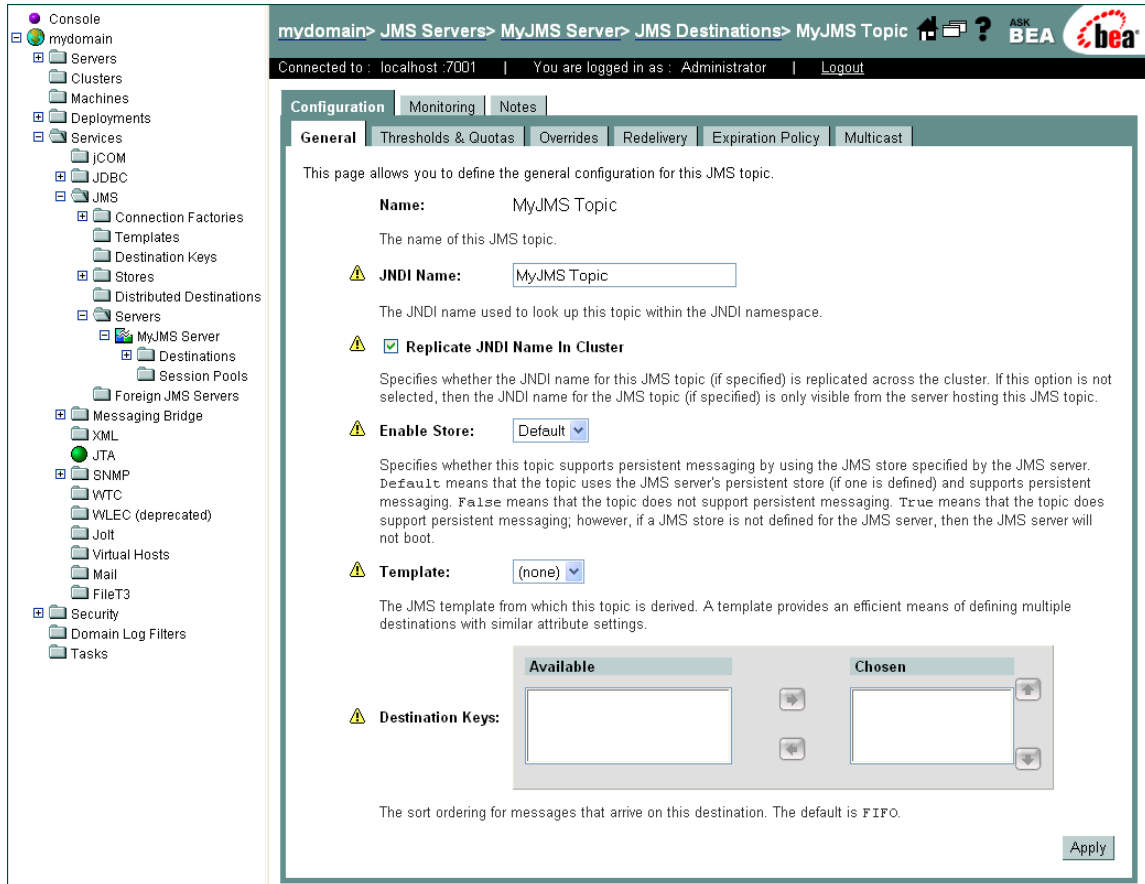 Console
mydomain
Servers
Clusters
Machines
Deployments
Services
jCOM
JDBC
JMS
Connection Factories
Templates
Destination Keys
Stores
Distributed Destinations
Servers
MyJMS Server
Destinations
Session Pools
Foreign JMS Servers
Messaging Bridge
XML
JTA
SNMP
WTC
WLEC (deprecated)
Jolt
Virtual Hosts
Mail
FileT3
Security
Domain Log Filters
Tasks
mydomain> JMS Servers> MyJMS Server> JMS Destinations> MyJMS Topic ? ASK BEA bea
Connected to : localhost :7001 | You are logged in as : Administrator | Logout
Configuration Monitoring Notes
General Thresholds & Quotas Overrides Redelivery Expiration Policy Multicast
This page allows you to define the general configuration for this JMS topic.
Name: MyJMS Topic
The name of this JMS topic.
JNDI Name: MyJMS Topic
The JNDI name used to look up this topic within the JNDI namespace.
Replicate JNDI Name In Cluster
Specifies whether the JNDI name for this JMS topic (if specified) is replicated across the cluster. If this option is not
selected, then the JNDI name for the JMS topic (if specified) is only visible from the server hosting this JMS topic.
Enable Store: Default
Specifies whether this topic supports persistent messaging by using the JMS store specified by the JMS server.
Default means that the topic uses the JMS server's persistent store (if one is defined) and supports persistent
messaging. False means that the topic does not support persistent messaging. True means that the topic does
support persistent messaging; however, if a JMS store is not defined for the JMS server, then the JMS server will
not boot.
Template: (none)
The JMS template from which this topic is derived. A template provides an efficient means of defining multiple
destinations with similar attribute settings.
Available Chosen
Destination Keys:
The sort ordering for messages that arrive on this destination. The default is FIFO.
Apply